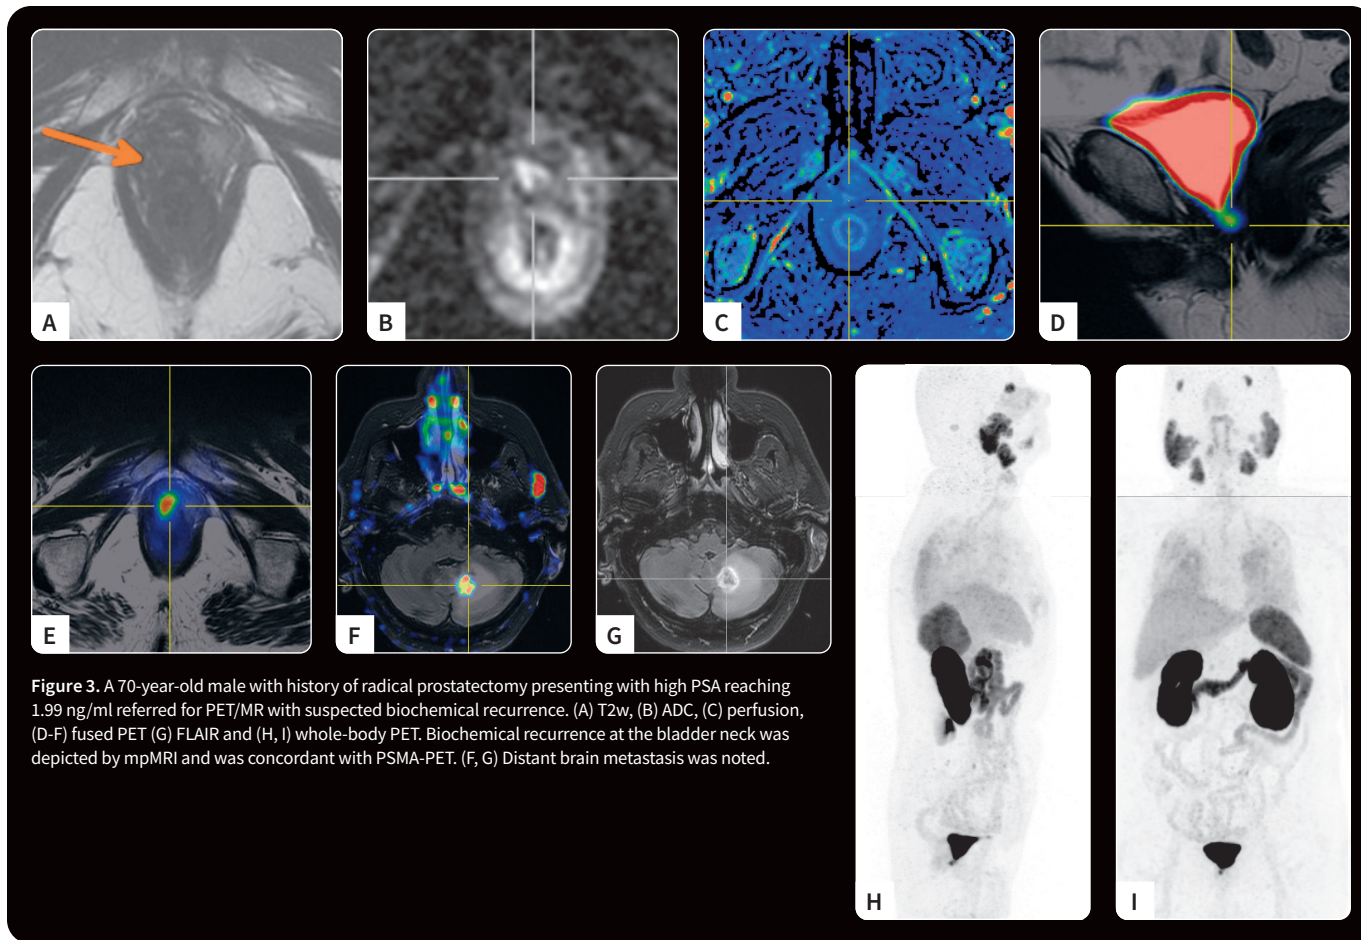 A
B
C
D
E
F
G
Figure 3. A 70-year-old male with history of radical prostatectomy presenting with high PSA reaching
1.99 ng/ml referred for PET/MR with suspected biochemical recurrence. (A) T2w, (B) ADC, (C) perfusion,
(D-F) fused PET (G) FLAIR and (H, I) whole-body PET. Biochemical recurrence at the bladder neck was
depicted by mpMRI and was concordant with PSMA-PET. (F, G) Distant brain metastasis was noted.
H
I